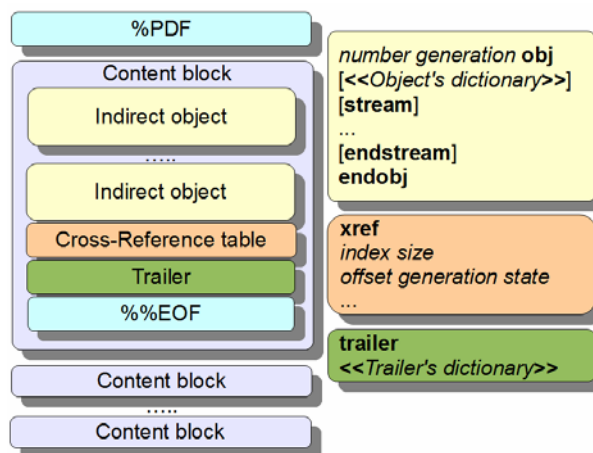 %PDF
Content block
Indirect object
.....
Indirect object
Cross-Reference table
Trailer
%%EOF
Content block
.....
Content block
number generation obj
[<<Object's dictionary>>]
[stream]
...
[endstream]
endobj
xref
index size
offset generation state
...
trailer
<<Trailer's dictionary>>